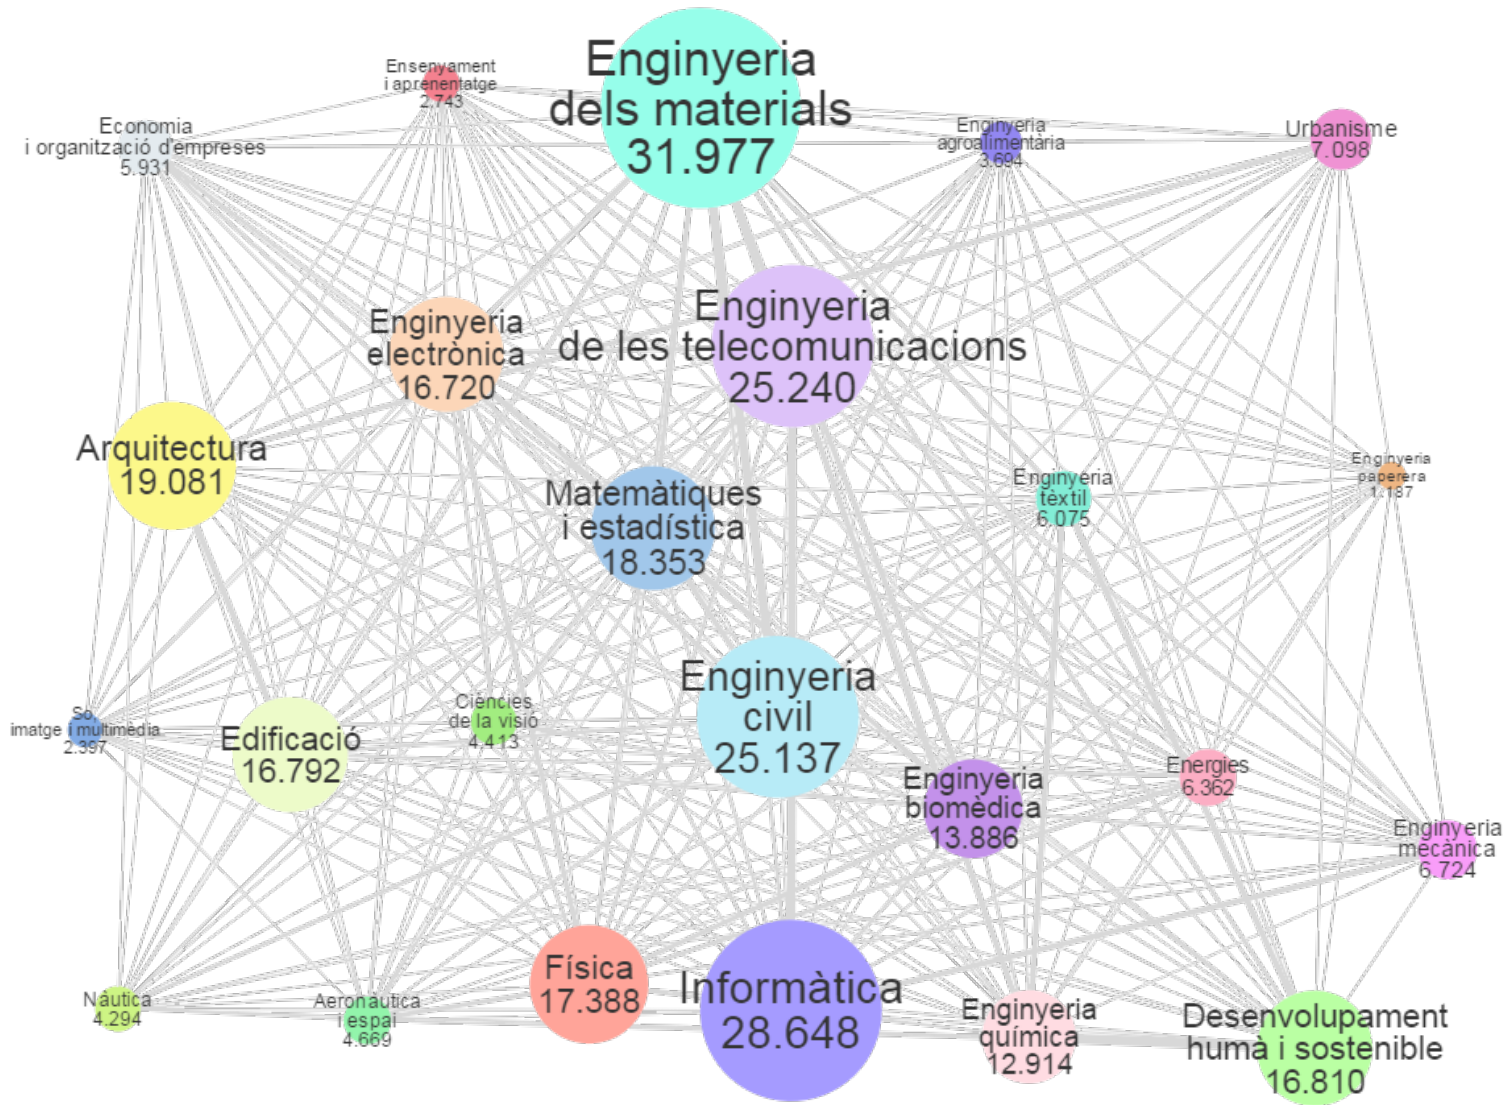 Ensenyament
i aprenentatge
2.743
Enginyeria
dels materials
31.977
Economia
i organització d'empreses
5.931
Enginyeria
agroalimentària
3.694
Urbanisme
7.098
Enginyeria
electrònica
16.720
Enginyeria
de les telecomunicacions
25.240
Arquitectura
19.081
Matemàtiques
i estadística
18.353
Enginyeria
tèxtil
6.075
Enginyeria
paperera
1.187
So,
imatge i multimèdia
2.397
Edificació
16.792
Ciències
de la visió
4.413
Enginyeria
civil
25.137
Enginyeria
biomèdica
13.886
Energies
6.362
Enginyeria
mecànica
6.724
Nàutica
4.294
Aeronàutica
i espai
4.669
Física
17.388
Informàtica
28.648
Enginyeria
química
12.914
Desenvolupament
humà i sostenible
16.810